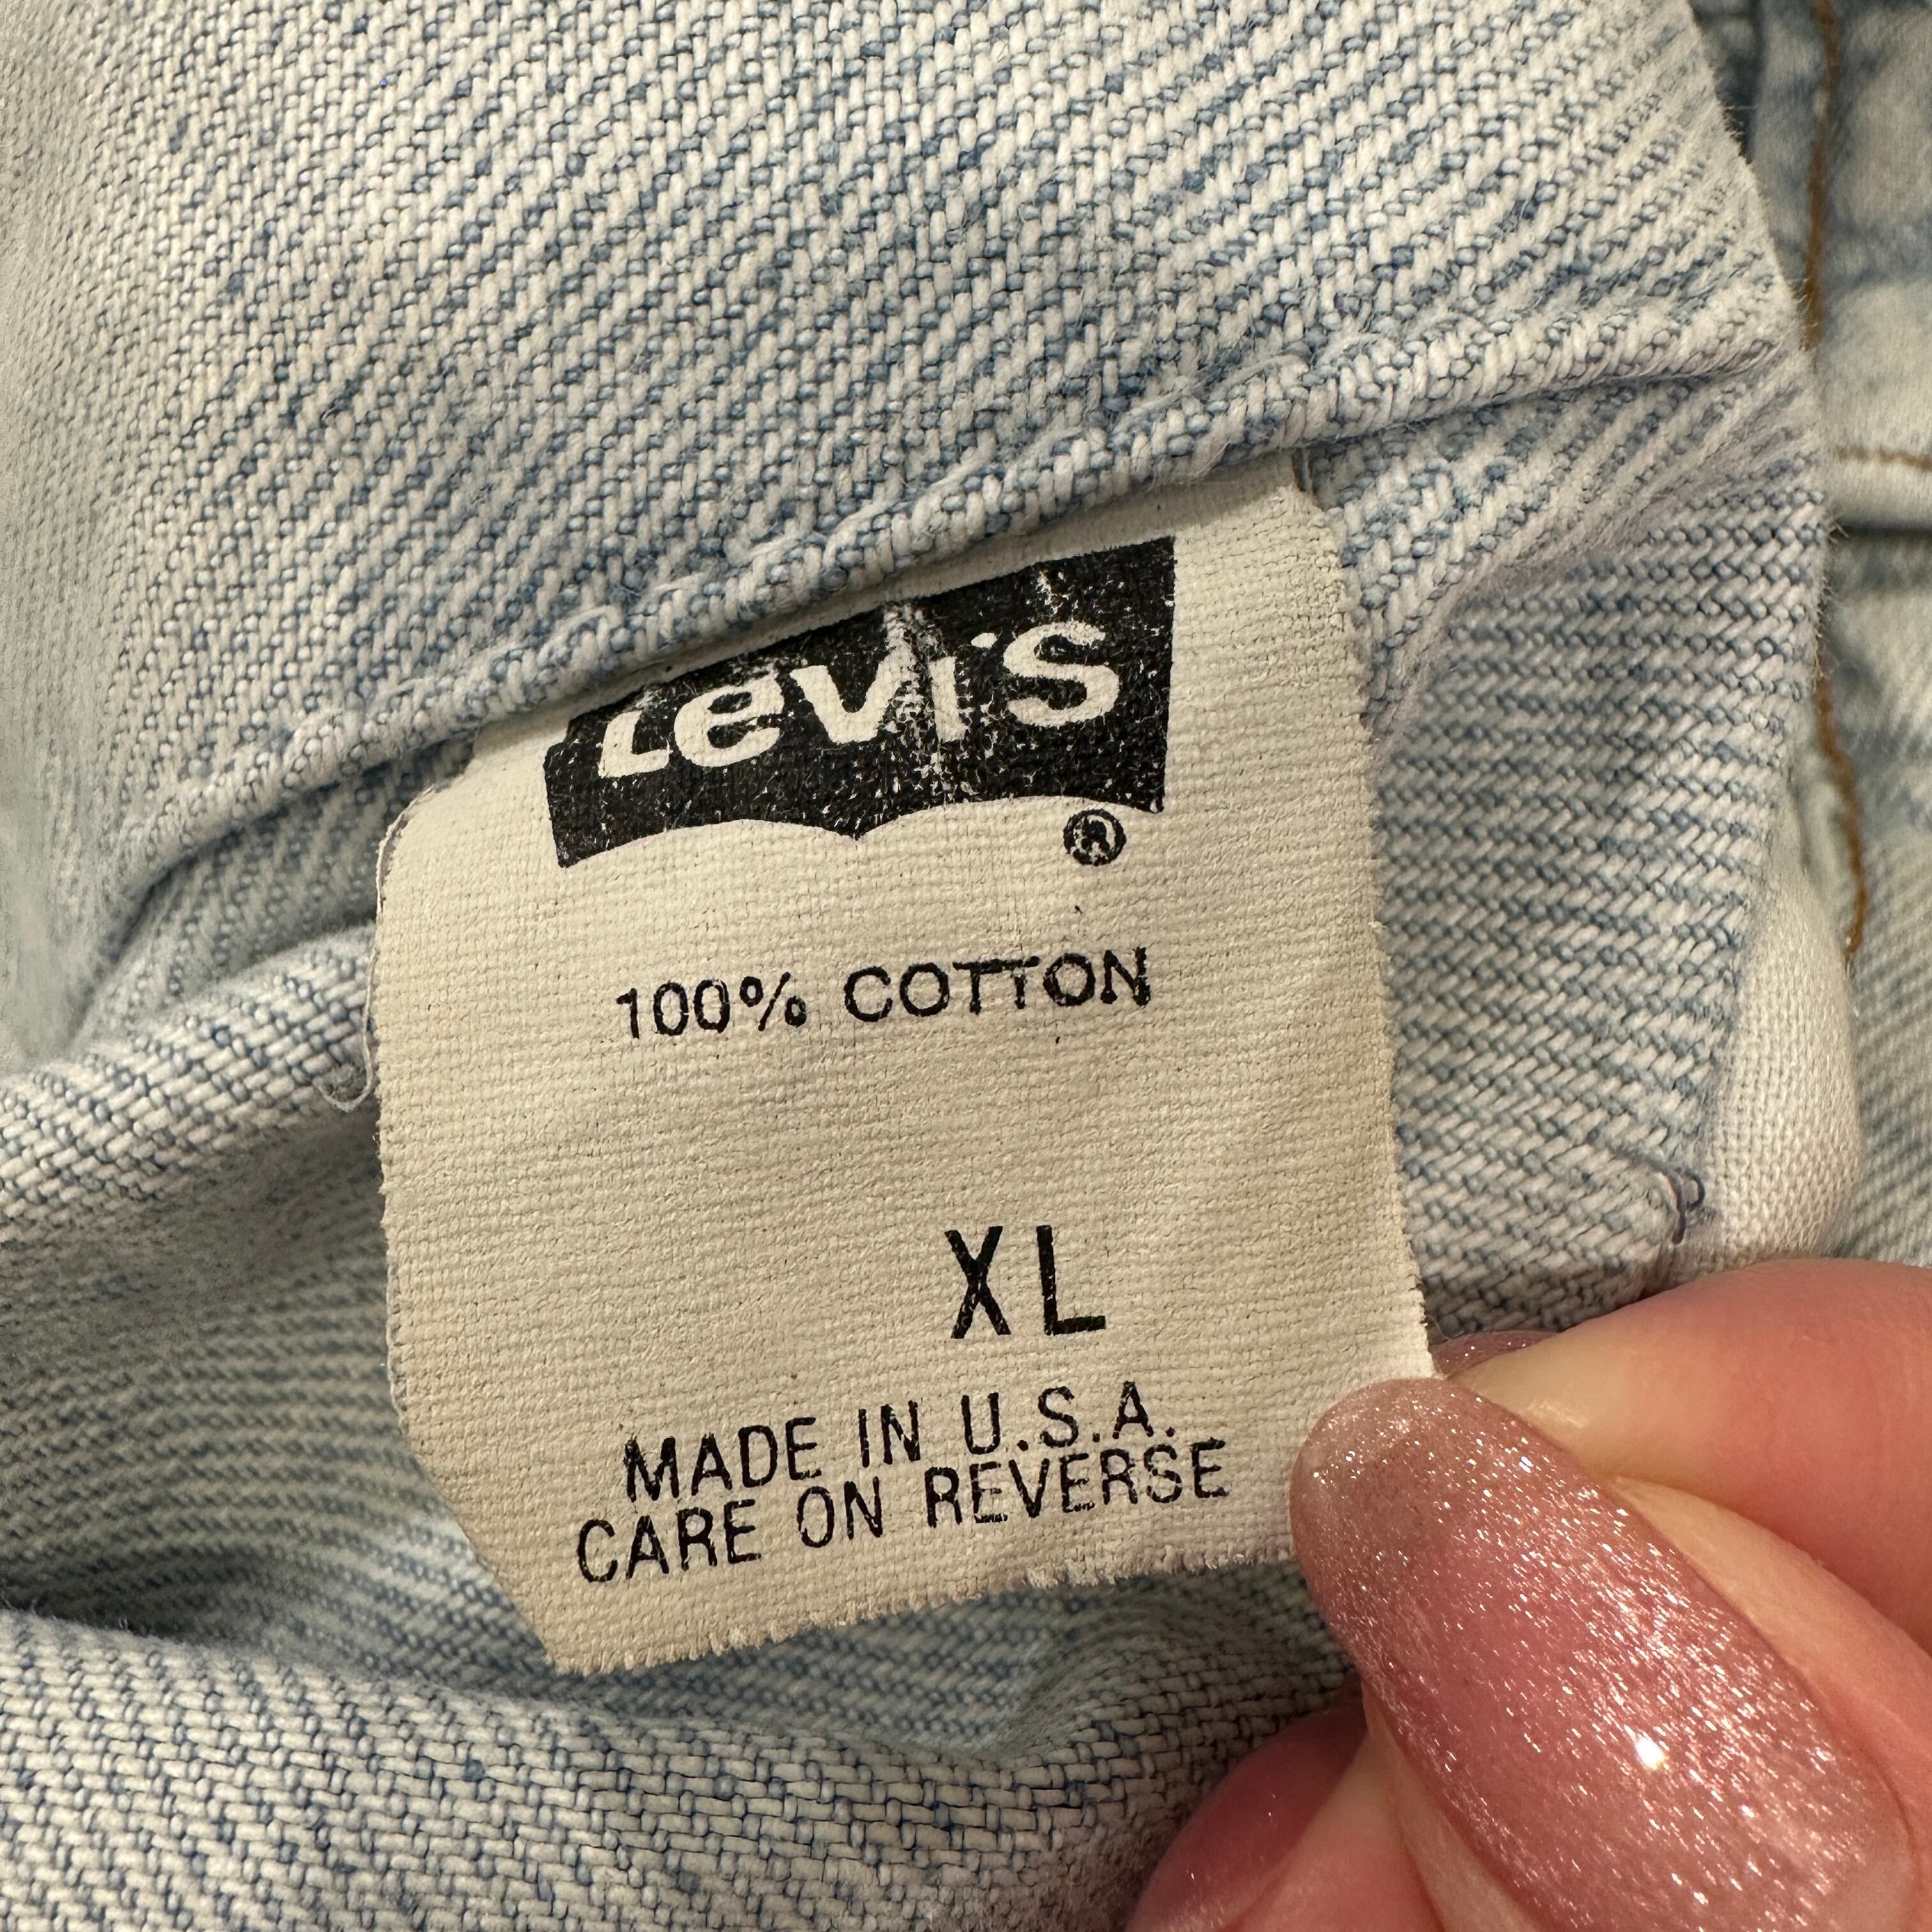 Levi's
®
100% COTTON
XL
MADE IN U.S.A.
CARE ON REVERSE